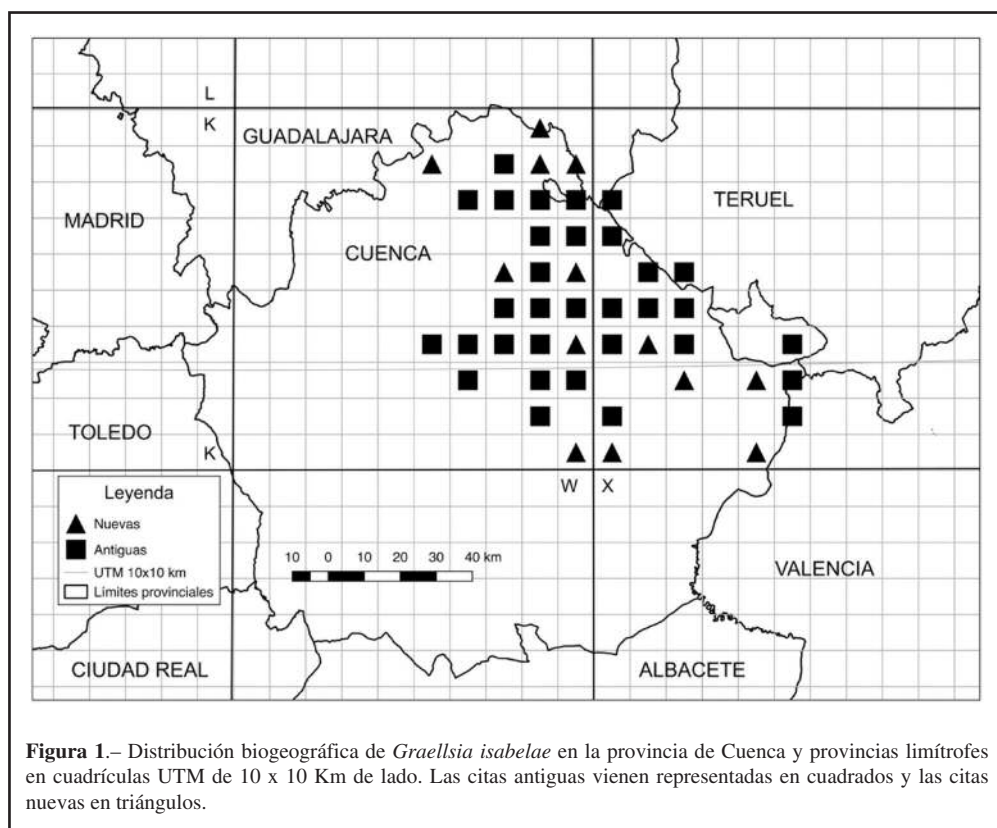 L
K
GUADALAJARA
MADRID
TERUEL
CUENCA
TOLEDO
K
W X
Leyenda
Nuevas
Antiguas
UTM 10x10 km
Límites provinciales
10 0 10 20 30 40 km
VALENCIA
CIUDAD REAL
ALBACETE
Figura 1.– Distribución biogeográfica de Graellsia isabelae en la provincia de Cuenca y provincias limítrofes
en cuadrículas UTM de 10 x 10 Km de lado. Las citas antiguas vienen representadas en cuadrados y las citas
nuevas en triángulos.